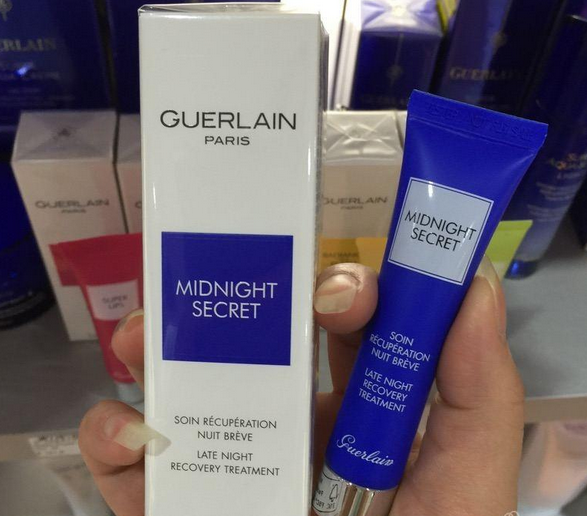 GUERLAIN
PARIS
MIDNIGHT
SECRET
SOIN RÉCUPÉRATION
NUIT BRÈVE
LATE NIGHT
RECOVERY TREATMENT
MIDNIGHT
SECRET
SOIN
RÉCUPÉRATION
NUIT BRÈVE
LATE NIGHT
RECOVERY
TREATMENT
Guerlain
GUERLAIN
PARIS
SUPER
LIPS
GUERLAIN
PARIS
GUERLAIN